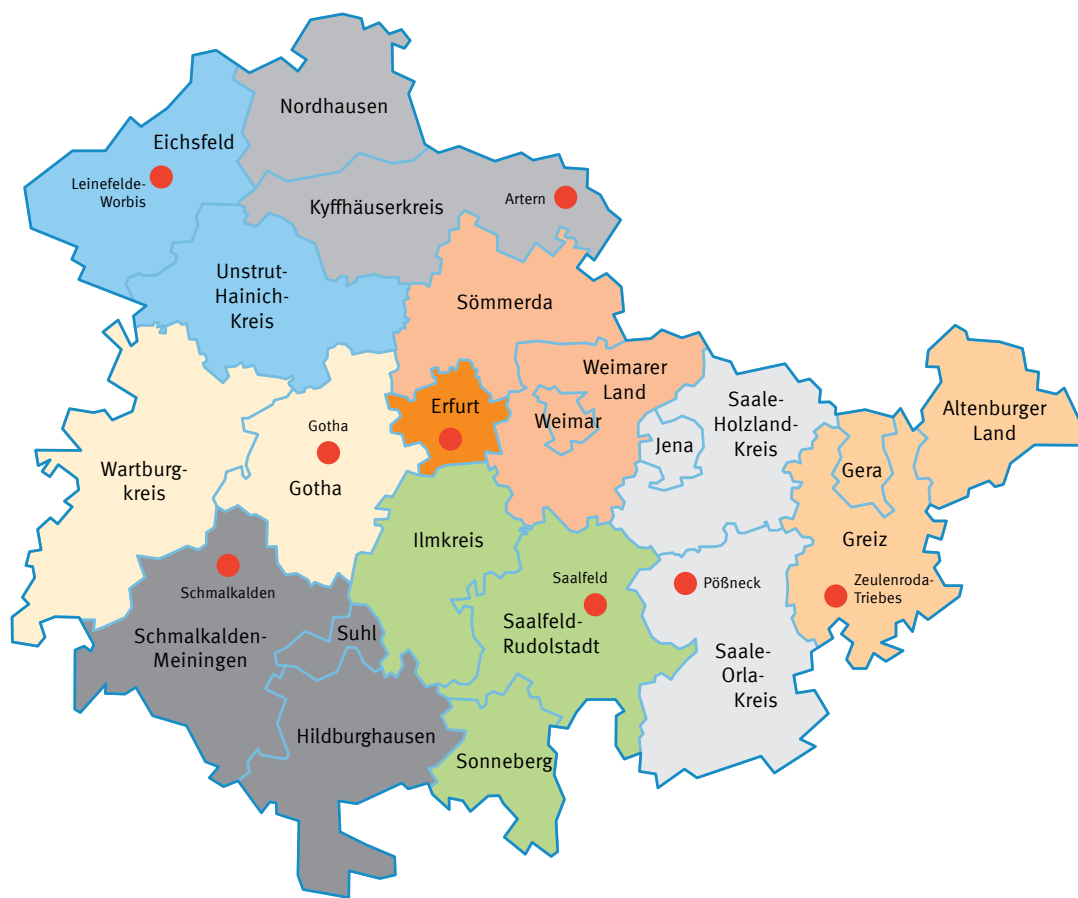 Nordhausen
Eichsfeld
Leinefelde-
Worbis
Artern
Kyffhäuserkreis
Unstrut-
Hainich-
Kreis
Sömmerda
Weimarer
Land
Erfurt
Weimar
Saale-
Holzland-
Kreis
Jena
Altenburger
Land
Gera
Gotha
Gotha
Wartburg-
kreis
Ilmkreis
Greiz
Schmalkalden
Saalfeld
Pößneck
Zeulenroda-
Triebes
Schmalkalden-
Meiningen
Suhl
Saalfeld-
Rudolstadt
Saale-
Orla-
Kreis
Hildburghausen
Sonneberg